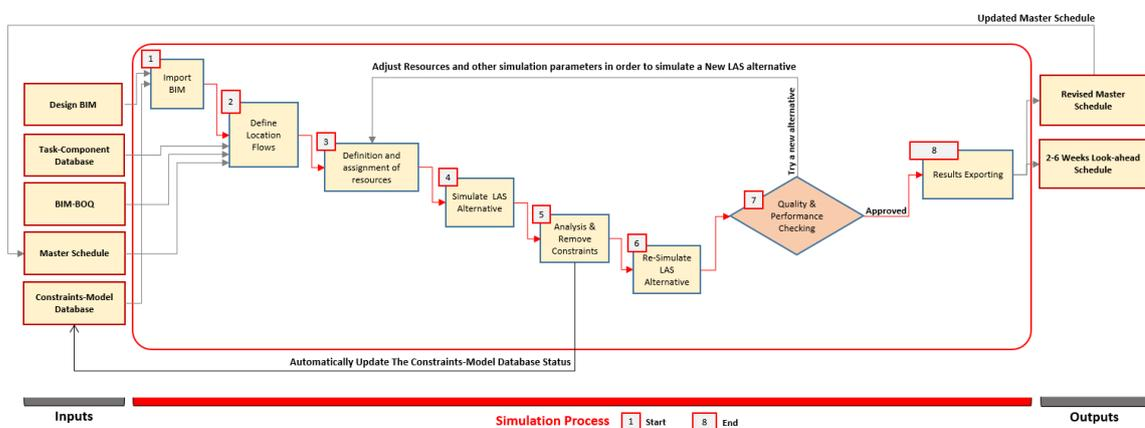 Updated Master Schedule
Adjust Resources and other simulation parameters in order to simulate a New LAS alternative
Design BIM
Task-Component
Database
BIM-BOQ
Master Schedule
Constraints-Model
Database
1
Import
BIM
2
Define
Location
Flows
3
Definition and
assignment of
resources
4
Simulate LAS
Alternative
5
Analysis &
Remove
Constraints
6
Re-Simulate
LAS
Alternative
7
Quality &
Performance
Checking
Try a new alternative
Approved
8
Results Exporting
Revised Master
Schedule
2-6 Weeks Look-ahead
Schedule
Automatically Update The Constraints-Model Database Status
Inputs
Simulation Process
1
Start
8
End
Outputs